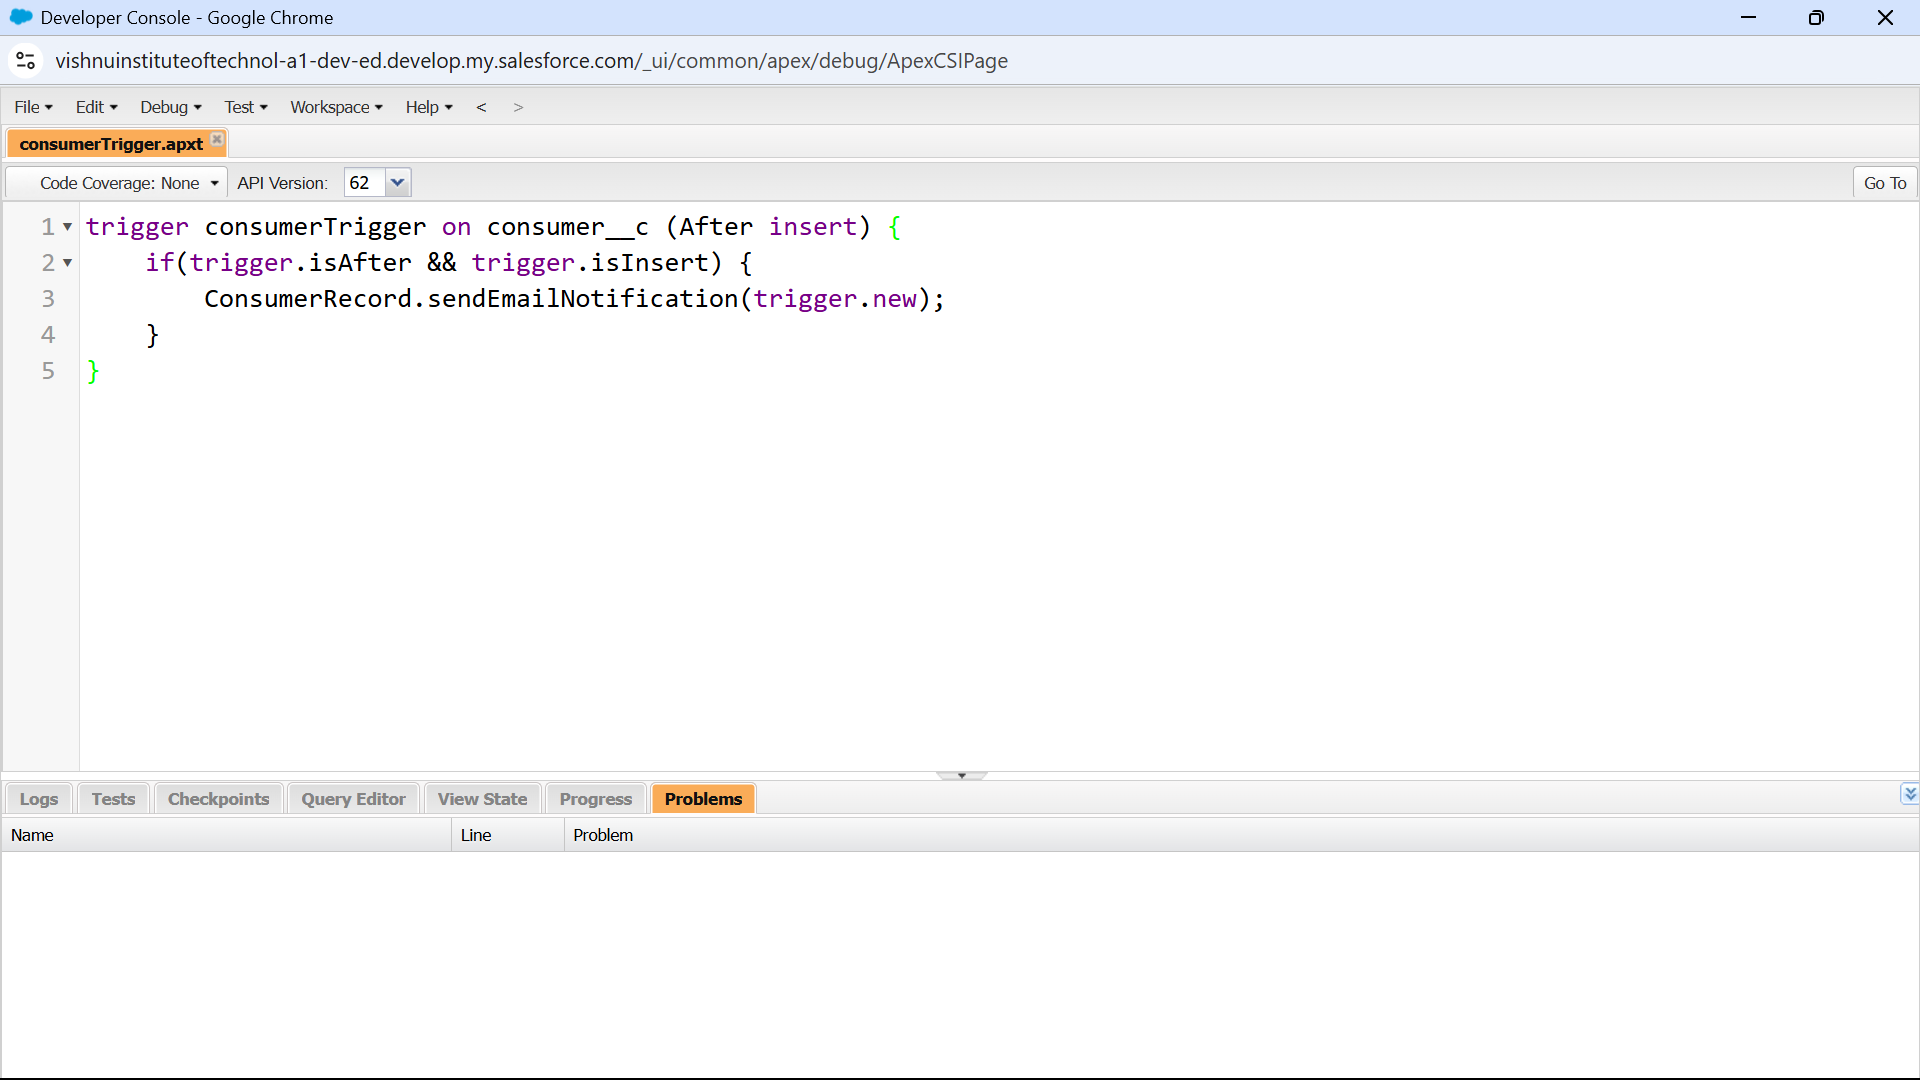 Developer Console - Google Chrome
vishnuinstituteoftechnol-a1-dev-ed.develop.my.salesforce.com/_ui/common/apex/debug/ApexCSIPage
File Edit Debug Test Workspace Help < >
consumerTrigger.apxt
Code Coverage: None API Version: 62 Go To
1 trigger consumerTrigger on consumer__c (After insert) {
2 if(trigger.isAfter && trigger.isInsert) {
3 ConsumerRecord.sendEmailNotification(trigger.new);
4 }
5 }
Logs Tests Checkpoints Query Editor View State Progress Problems
Name Line Problem